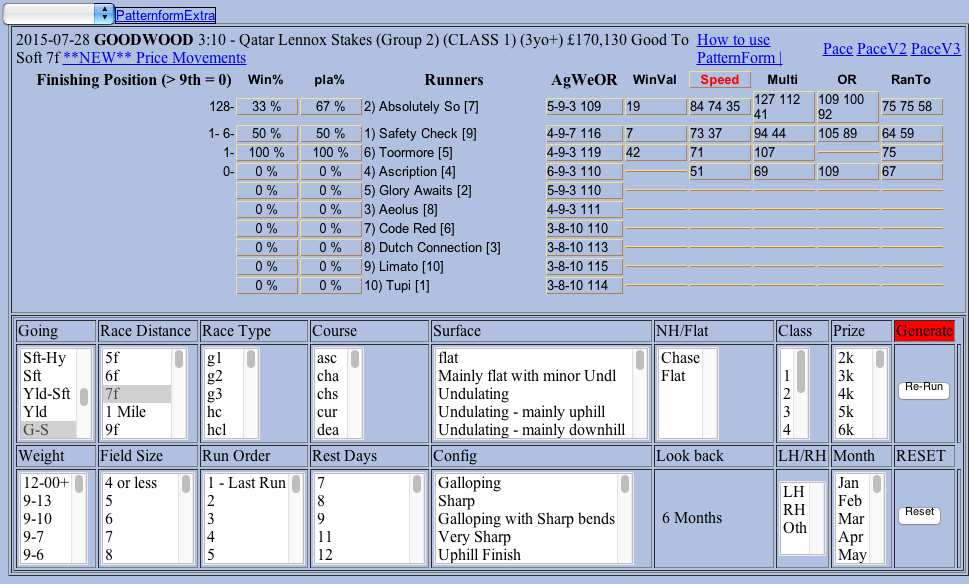 PatternformExtra
2015-07-28 GOODWOOD 3:10 - Qatar Lennox Stakes (Group 2) (CLASS 1) (3yo+) £170,130 Good To
Soft 7f **NEW** Price Movements
How to use
PatternForm |
Pace PaceV2 PaceV3
Finishing Position (> 9th = 0) Win% pla% Runners AgWeOR WinVal Speed Multi OR RanTo
128- 33 % 67 % 2) Absolutely So [7] 5-9-3 109 19 84 74 35 127 112 41 109 100 92 75 75 58
1- 6- 50 % 50 % 1) Safety Check [9] 4-9-7 116 7 73 37 94 44 105 89 64 59
1- 100 % 100 % 6) Toormore [5] 4-9-3 119 42 71 107 75
0- 0 % 0 % 4) Ascription [4] 6-9-3 110 51 69 109 67
0 % 0 % 5) Glory Awaits [2] 5-9-3 110
0 % 0 % 3) Aeolus [8] 4-9-3 111
0 % 0 % 7) Code Red [6] 3-8-10 110
0 % 0 % 8) Dutch Connection [3] 3-8-10 113
0 % 0 % 9) Limato [10] 3-8-10 115
0 % 0 % 10) Tupi [1] 3-8-10 114
Going Race Distance Race Type Course Surface NH/Flat Class Prize Generate
Sft-Hy 5f g1 asc flat Chase 2k
Sft 6f g2 cha Mainly flat with minor Undl Flat 1 3k
Yld-Sft 7f g3 chs Undulating 2 4k Re-Run
Yld 1 Mile hc cur Undulating - mainly uphill 3 5k
G-S 9f hcl dea Undulating - mainly downhill 4 6k
Weight Field Size Run Order Rest Days Config Look back LH/RH Month RESET
12-00+ 4 or less 1 - Last Run 7 Galloping Jan
9-13 5 2 8 Sharp LH Feb
9-10 6 3 9 Galloping with Sharp bends 6 Months RH Mar Reset
9-7 7 4 11 Very Sharp Oth Apr
9-6 8 5 12 Uphill Finish May